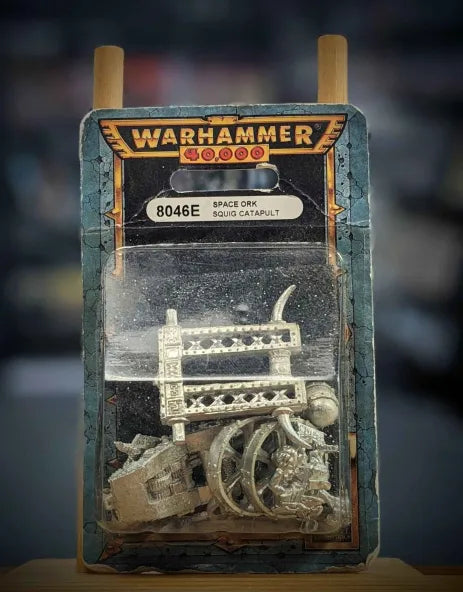 WARHAMMER®
40,000
8046E SPACE ORK
SQUIG CATAPULT